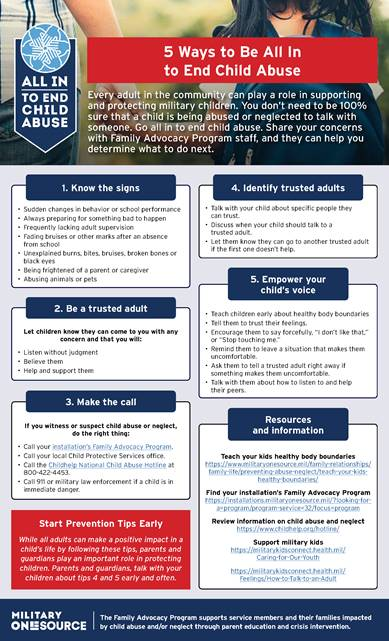 ALL IN
TO END
CHILD
ABUSE
5 Ways to Be All In
to End Child Abuse
Every adult in the community can play a role in supporting
and protecting military children. You don't need to be 100%
sure that a child is being abused or neglected to talk with
someone. Go all in to end child abuse. Share your concerns
with Family Advocacy Program staff, and they can help you
determine what to do next.
1. Know the signs
• Sudden changes in behavior or school performance
• Always preparing for something bad to happen
• Frequently lacking adult supervision
• Fading bruises or other marks after an absence
from school
• Unexplained burns, bites, bruises, broken bones or
black eyes
• Being frightened of a parent or caregiver
• Abusing animals or pets
2. Be a trusted adult
Let children know they can come to you with any
concern and that you will:
• Listen without judgment
• Believe them
• Help and support them
3. Make the call
If you witness or suspect child abuse or neglect,
do the right thing:
• Call your installation's Family Advocacy Program.
• Call your local Child Protective Services office.
• Call the Childhelp National Child Abuse Hotline at
800-422-4453.
• Call 911 or military law enforcement if a child is in
immediate danger.
Start Prevention Tips Early
While all adults can make a positive impact in a
child's life by following these tips, parents and
guardians play an important role in protecting
children. Parents and guardians, talk with your
children about tips 4 and 5 early and often.
4. Identify trusted adults
• Talk with your child about specific people they
can trust.
• Discuss when your child should talk to a
trusted adult.
• Let them know they can go to another trusted adult
if the first one doesn't help.
5. Empower your
child's voice
• Teach children early about healthy body boundaries
• Tell them to trust their feelings.
• Encourage them to say forcefully, "I don't like that,"
or "Stop touching me."
• Remind them to leave a situation that makes them
uncomfortable.
• Ask them to tell a trusted adult right away if
something makes them uncomfortable.
• Talk with them about how to listen to and help
their peers.
Resources
and information
Teach your kids healthy body boundaries
https://www.militaryonesource.mil/family-relationships/
family-life/preventing-abuse-neglect/teach-your-kids-
healthy-boundaries/
Find your installation's Family Advocacy Program
https://installations.militaryonesource.mil/?looking-for-
a=program/program-service=32/focus=program
Review information on child abuse and neglect
https://www.childhelp.org/hotline/
Support military kids
https://militarykidsconnect.health.mil/
Caring-for-Our-Youth
https://militarykidsconnect.health.mil/
Feelings/How-to-Talk-to-an-Adult
MILITARY
ONESOURCE
The Family Advocacy Program supports service members and their families impacted
by child abuse and/or neglect through parent education and crisis intervention.